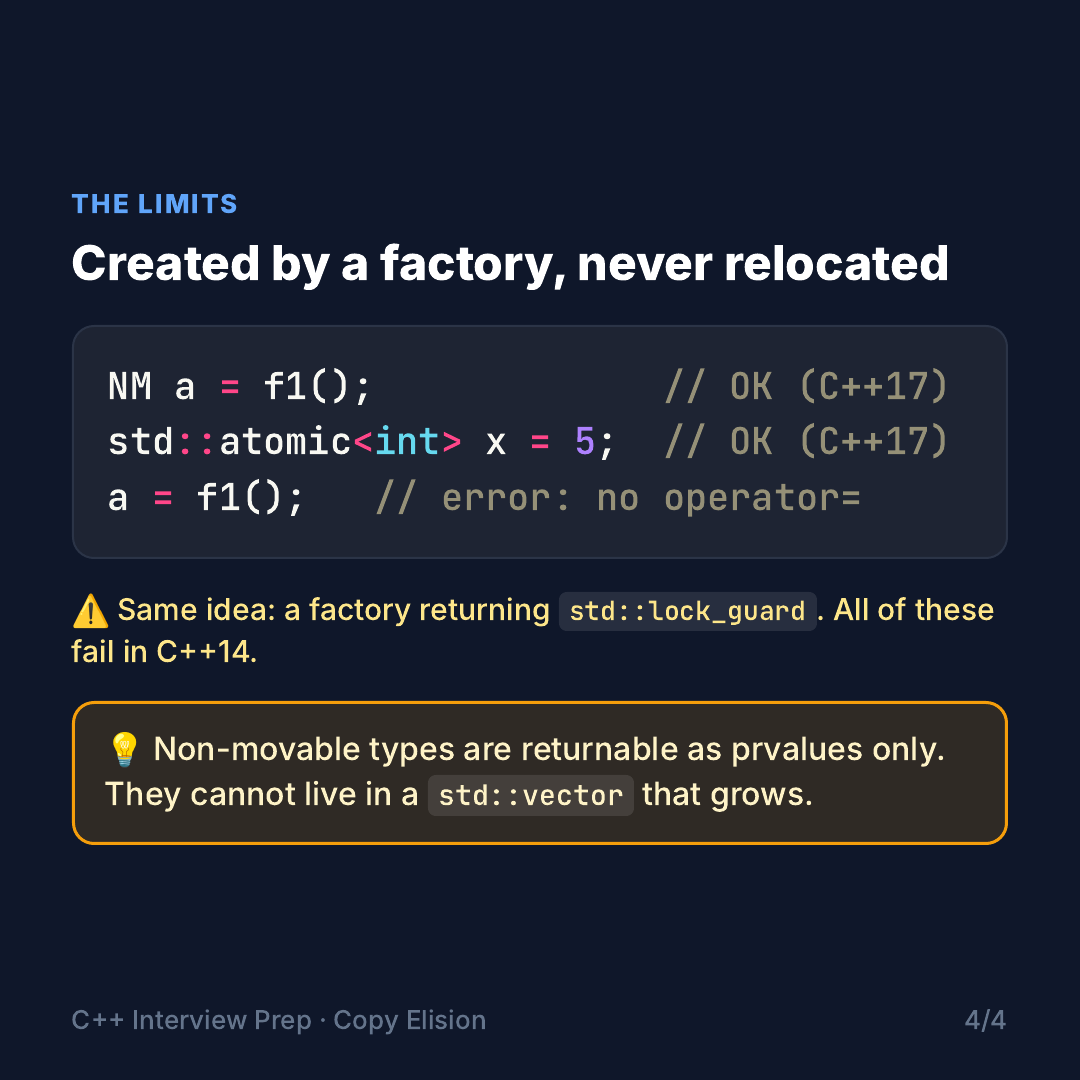 THE LIMITS
Created by a factory, never relocated
NM a = f1();             // OK (C++17)
std::atomic<int> x = 5;  // OK (C++17)
a = f1();   // error: no operator=
⚠️ Same idea: a factory returning std::lock_guard. All of these
fail in C++14.
💡 Non-movable types are returnable as prvalues only.
They cannot live in a std::vector that grows.
C++ Interview Prep · Copy Elision
4/4